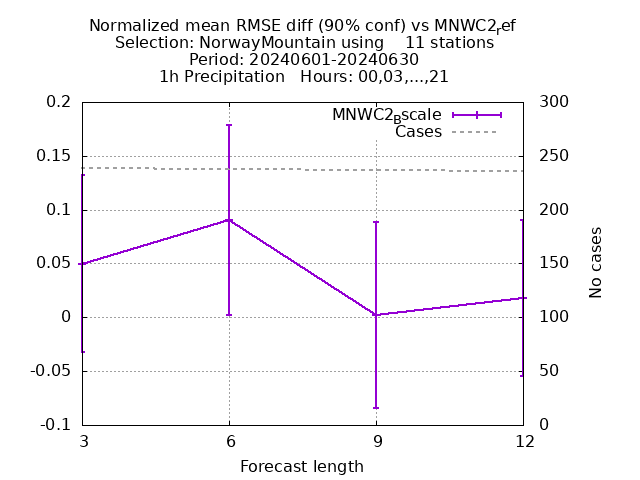 Normalized mean RMSE diff (90% conf) vs MNWC2_ref
Selection: NorwayMountain using 11 stations
Period: 20240601-20240630
1h Precipitation Hours: 00,03,...,21
MNWC2_Bscale
Cases
0.2
0.15
0.1
0.05
0
-0.05
-0.1
300
250
200
150
100
50
0
No cases
3
6
9
12
Forecast length